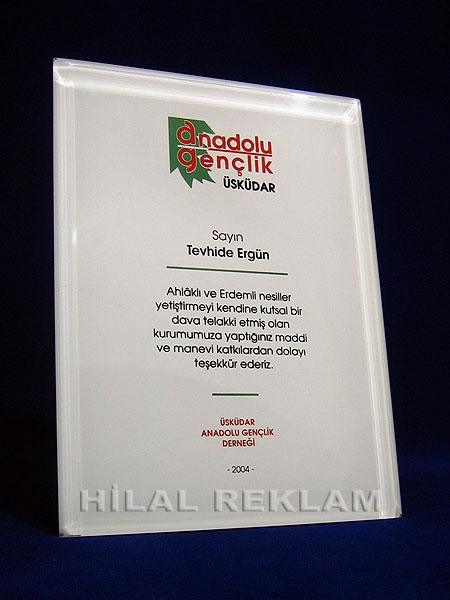 anadolu
gençlik
ÜSKÜDAR
Sayın
Tevhide Ergün
Ahlâklı ve Erdemli nesiller
yetiştirmeyi kendine kutsal bir
dava telakki etmiş olan
kurumumuza yaptığınız maddi
ve manevi katkılardan dolayı
teşekkür ederiz.
ÜSKÜDAR
ANADOLU GENÇLİK
DERNEĞİ
- 2004 -
HİLAL REKLAM